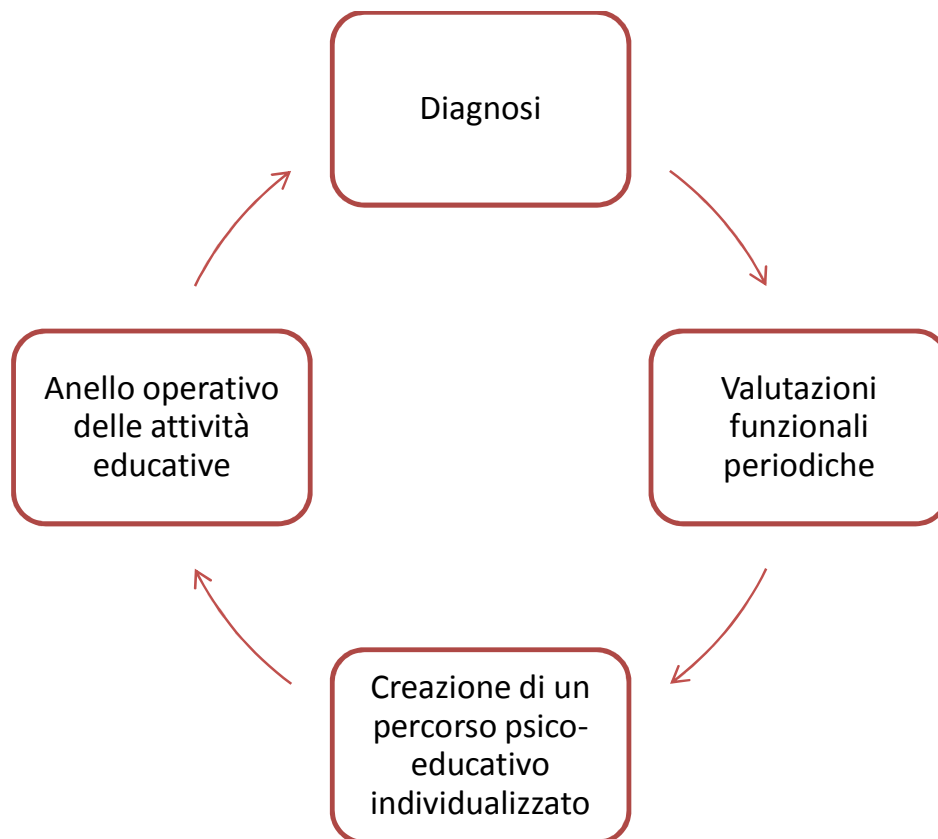 Diagnosi
Valutazioni
funzionali
periodiche
Creazione di un
percorso psico-
educativo
individualizzato
Anello operativo
delle attività
educative